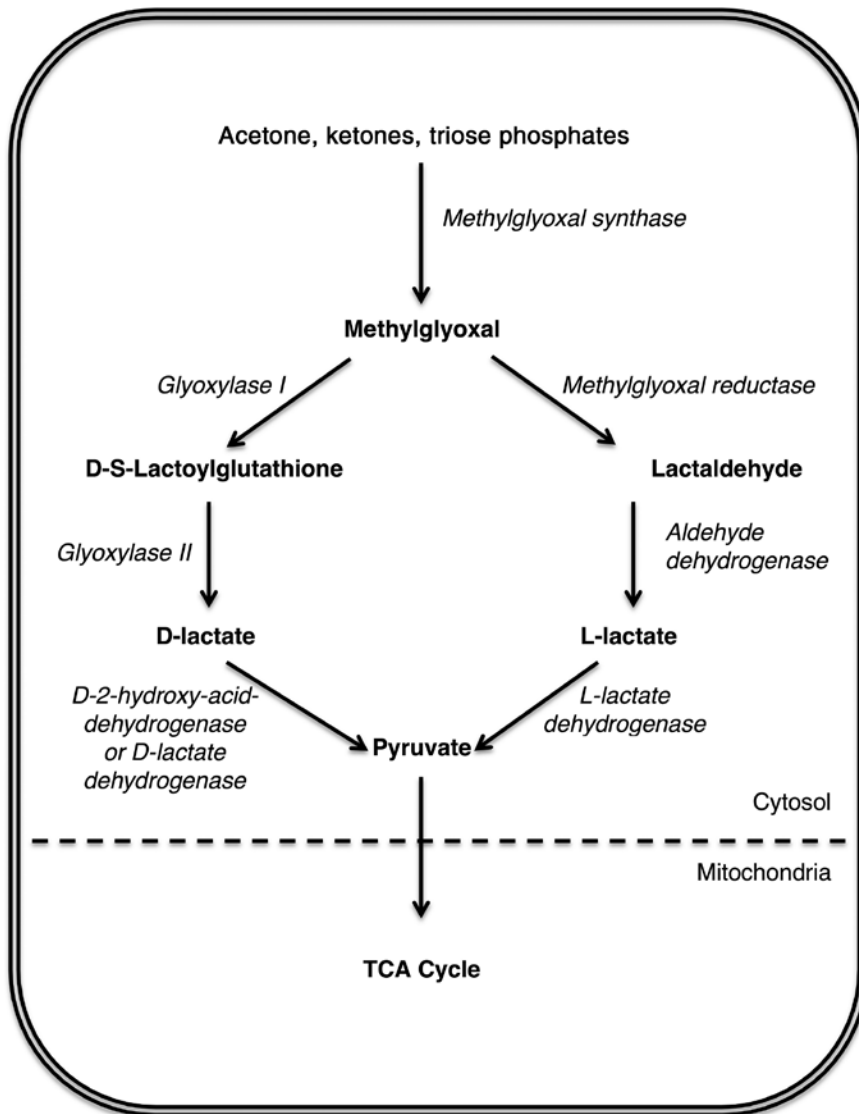 Acetone, ketones, triose phosphates
Methylglyoxal synthase
Methylglyoxal
Glyoxylase I
Methylglyoxal reductase
D-S-Lactoylglutathione
Lactaldehyde
Glyoxylase II
Aldehyde
dehydrogenase
D-lactate
L-lactate
D-2-hydroxy-acid-
dehydrogenase
or D-lactate
dehydrogenase
L-lactate
dehydrogenase
Pyruvate
Cytosol
Mitochondria
TCA Cycle